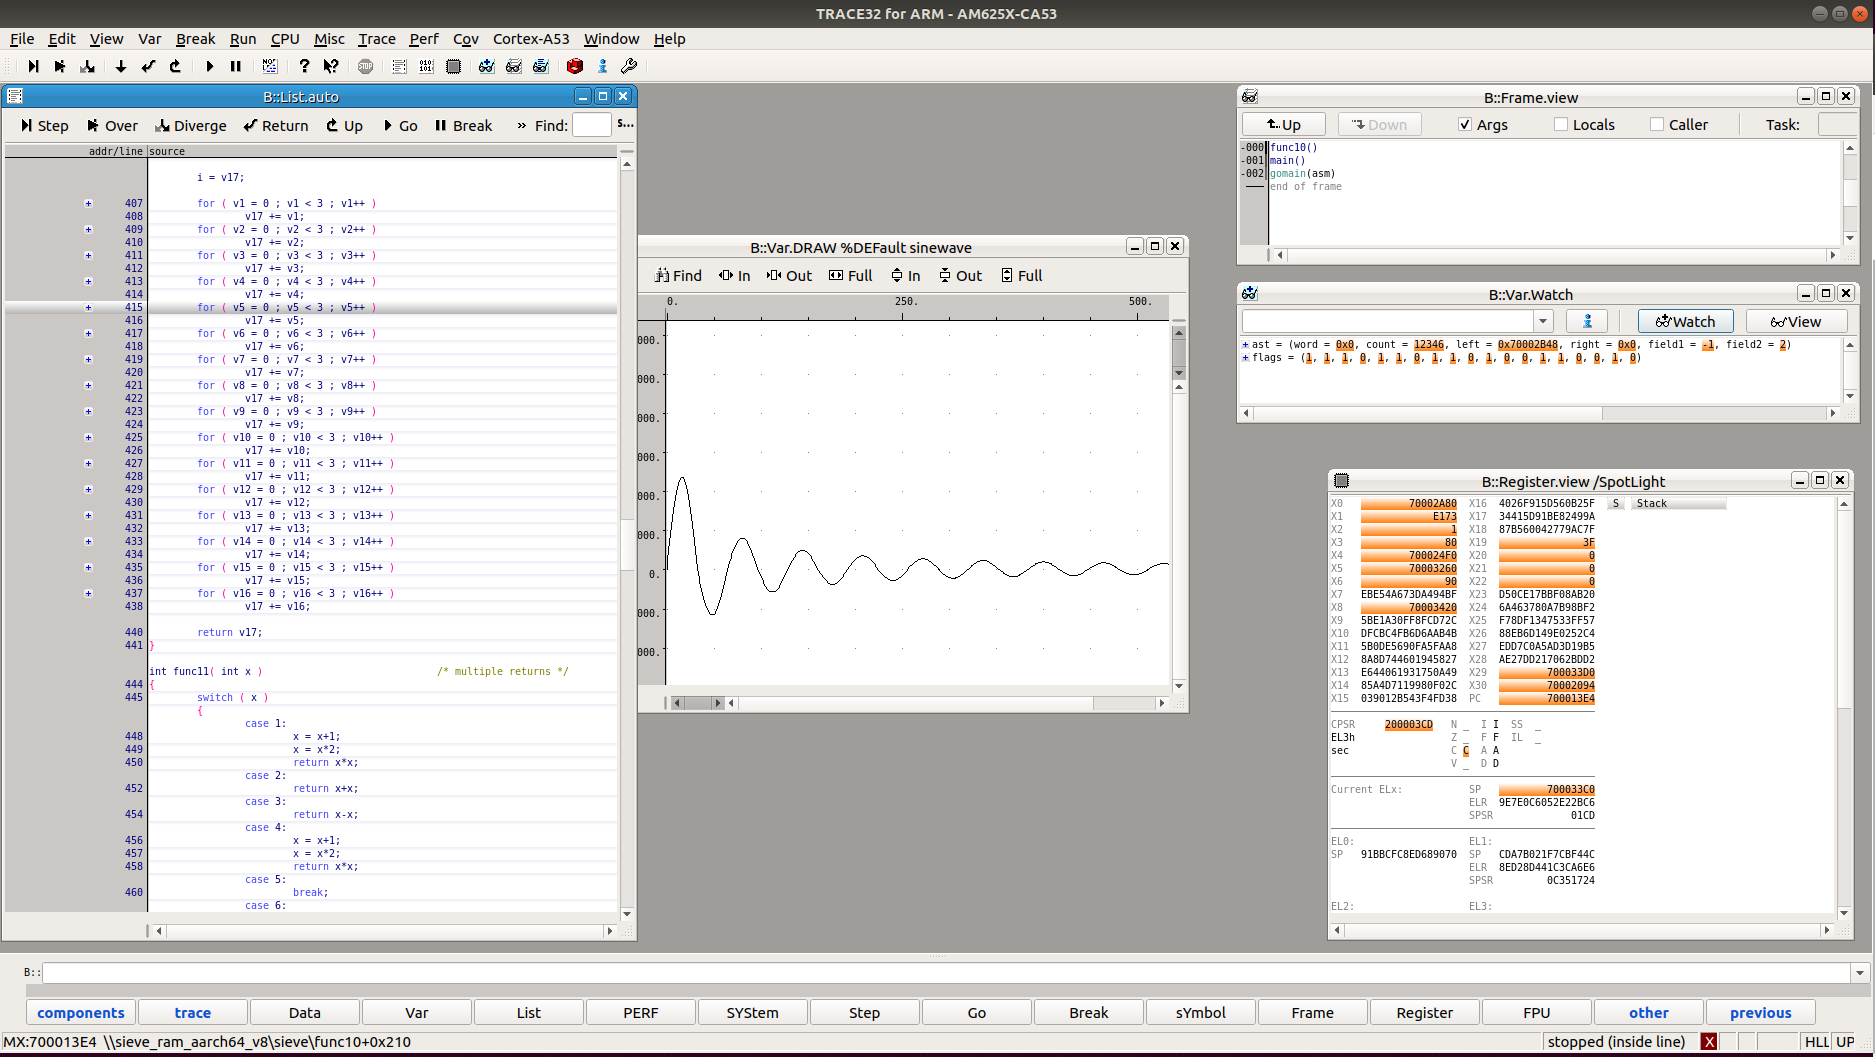 TRACE32 for ARM - AM625X-CA53
File Edit View Var Break Run CPU Misc Trace Perf Cov Cortex-A53 Window Help
B::List.auto
Step Over Diverge Return Up Go Break » Find: s...
addr/line source
i = v17;
407 for ( v1 = 0 ; v1 < 3 ; v1++ )
408 v17 += v1;
409 for ( v2 = 0 ; v2 < 3 ; v2++ )
410 v17 += v2;
411 for ( v3 = 0 ; v3 < 3 ; v3++ )
412 v17 += v3;
413 for ( v4 = 0 ; v4 < 3 ; v4++ )
414 v17 += v4;
415 for ( v5 = 0 ; v5 < 3 ; v5++ )
416 v17 += v5;
417 for ( v6 = 0 ; v6 < 3 ; v6++ )
418 v17 += v6;
419 for ( v7 = 0 ; v7 < 3 ; v7++ )
420 v17 += v7;
421 for ( v8 = 0 ; v8 < 3 ; v8++ )
422 v17 += v8;
423 for ( v9 = 0 ; v9 < 3 ; v9++ )
424 v17 += v9;
425 for ( v10 = 0 ; v10 < 3 ; v10++ )
426 v17 += v10;
427 for ( v11 = 0 ; v11 < 3 ; v11++ )
428 v17 += v11;
429 for ( v12 = 0 ; v12 < 3 ; v12++ )
430 v17 += v12;
431 for ( v13 = 0 ; v13 < 3 ; v13++ )
432 v17 += v13;
433 for ( v14 = 0 ; v14 < 3 ; v14++ )
434 v17 += v14;
435 for ( v15 = 0 ; v15 < 3 ; v15++ )
436 v17 += v15;
437 for ( v16 = 0 ; v16 < 3 ; v16++ )
438 v17 += v16;
440 return v17;
441 }
int func11( int x ) /* multiple returns */
444 {
445 switch ( x )
{
case 1:
448 x = x+1;
449 x = x*2;
450 return x*x;
case 2:
452 return x+x;
case 3:
454 return x-x;
case 4:
456 x = x+1;
457 x = x*2;
458 return x*x;
case 5:
460 break;
case 6:
B::Var.DRAW %DEFault sinewave
Find In Out Full In Out Full
0. 250. 500.
000.
000.
000.
000.
000.
000.
0.
000.
000.
B::Frame.view
Up Down Args Locals Caller Task:
-000 func10()
-001 main()
-002 gomain(asm)
end of frame
B::Var.Watch
Watch View
ast = (word = 0x0, count = 12346, left = 0x70002B48, right = 0x0, field1 = -1, field2 = 2)
flags = (1, 1, 1, 0, 1, 1, 0, 1, 1, 0, 1, 0, 0, 1, 1, 0, 0, 1, 0)
B::Register.view /SpotLight
X0 70002A80 X16 4026F915D560B25F S Stack
X1 E173 X17 34415D91BE82499A
X2 1 X18 87B560042779AC7F
X3 80 X19 3F
X4 700024F0 X20 0
X5 70003260 X21 0
X6 90 X22 0
X7 EBE54A673DA494BF X23 D50CE17BBF08AB20
X8 70003420 X24 6A463780A7B98BF2
X9 5BE1A30FF8FCD72C X25 F78DF1347533FF57
X10 DFCBC4FB6D6AAB4B X26 88EB6D149E0252C4
X11 5B0DE5690FA5FAA8 X27 EDD7C0A5AD3D19B5
X12 8A8D744601945827 X28 AE27DD217062BDD2
X13 E644061931750A49 X29 700033D0
X14 85A4D7119980F02C X30 70002094
X15 039012B543F4FD38 PC 700013E4
CPSR 200003CD N _ I I SS _
EL3h Z _ F F IL _
sec C C A A
V _ D D
Current ELx: SP 700033C0
ELR 9E7E0C6052E22BC6
SPSR 01CD
EL0: EL1:
SP 91BBCFC8ED689070 SP CDA7B021F7CBF44C
ELR 8ED28D441C3CA6E6
SPSR 0C351724
EL2: EL3:
B::
components trace Data Var List PERF SYStem Step Go Break sYmbol Frame Register FPU other previous
MX:700013E4 \\sieve_ram_aarch64_v8\sieve\func10+0x210 stopped (inside line) X HLL UP